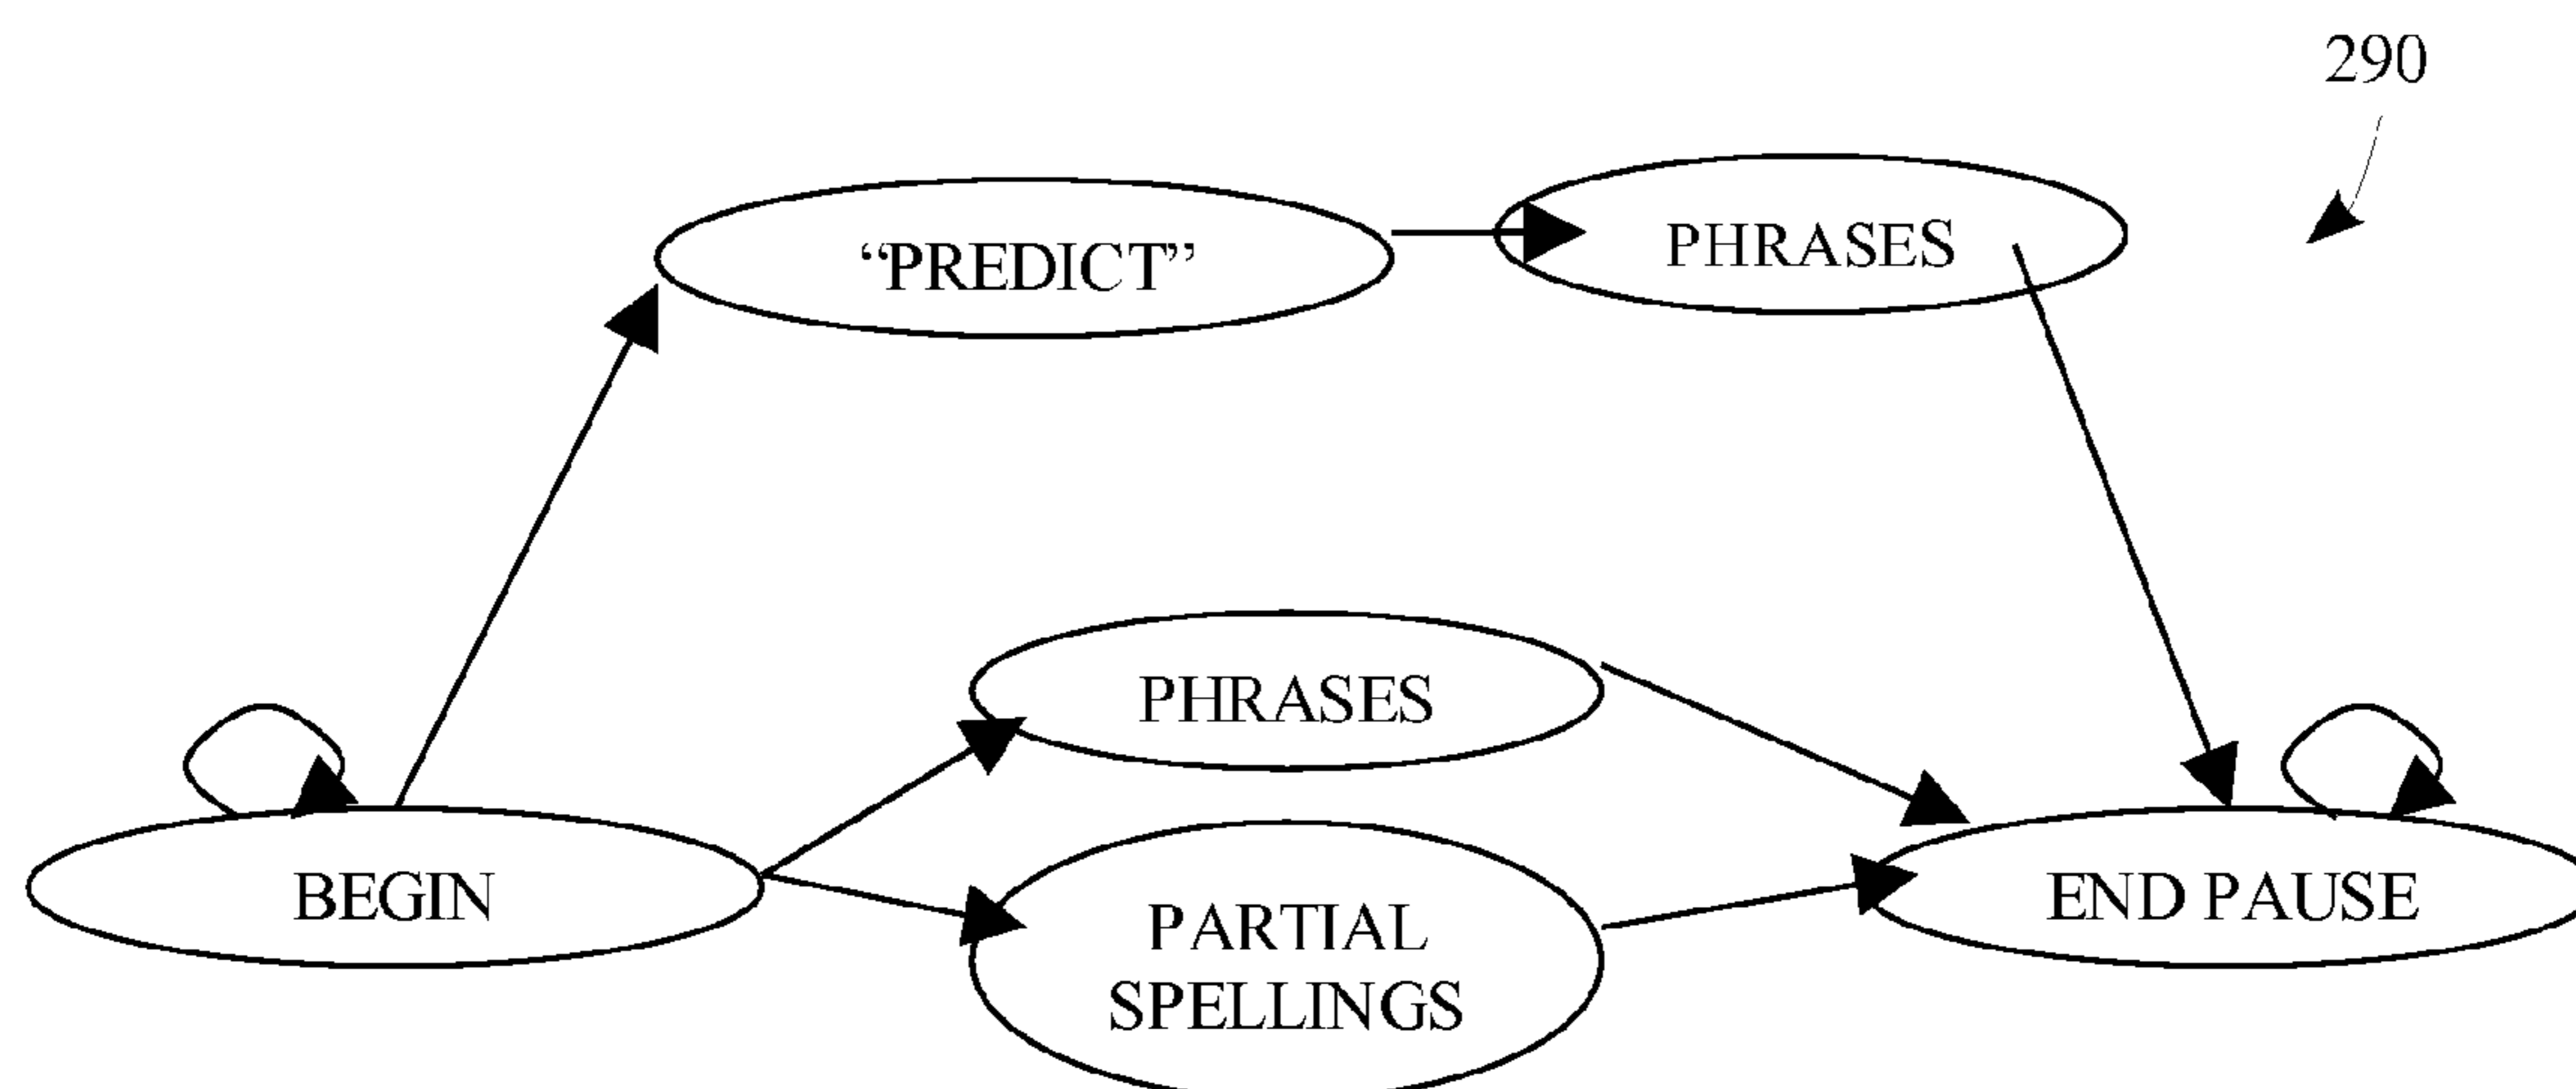 290
“PREDICT”
PHRASES
PHRASES
BEGIN
PARTIAL
SPELLINGS
END PAUSE